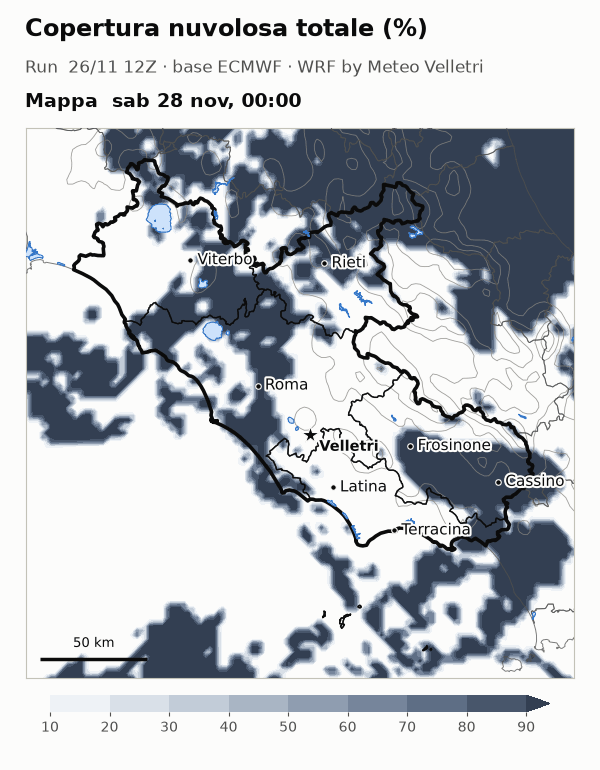 Copertura nuvolosa totale (%)
Run  26/11 12Z · base ECMWF · WRF by Meteo Velletri
Mappa  sab 28 nov, 00:00
Viterbo
Rieti
Roma
Velletri
Frosinone
Cassino
Latina
Terracina
50 km
10 20 30 40 50 60 70 80 90